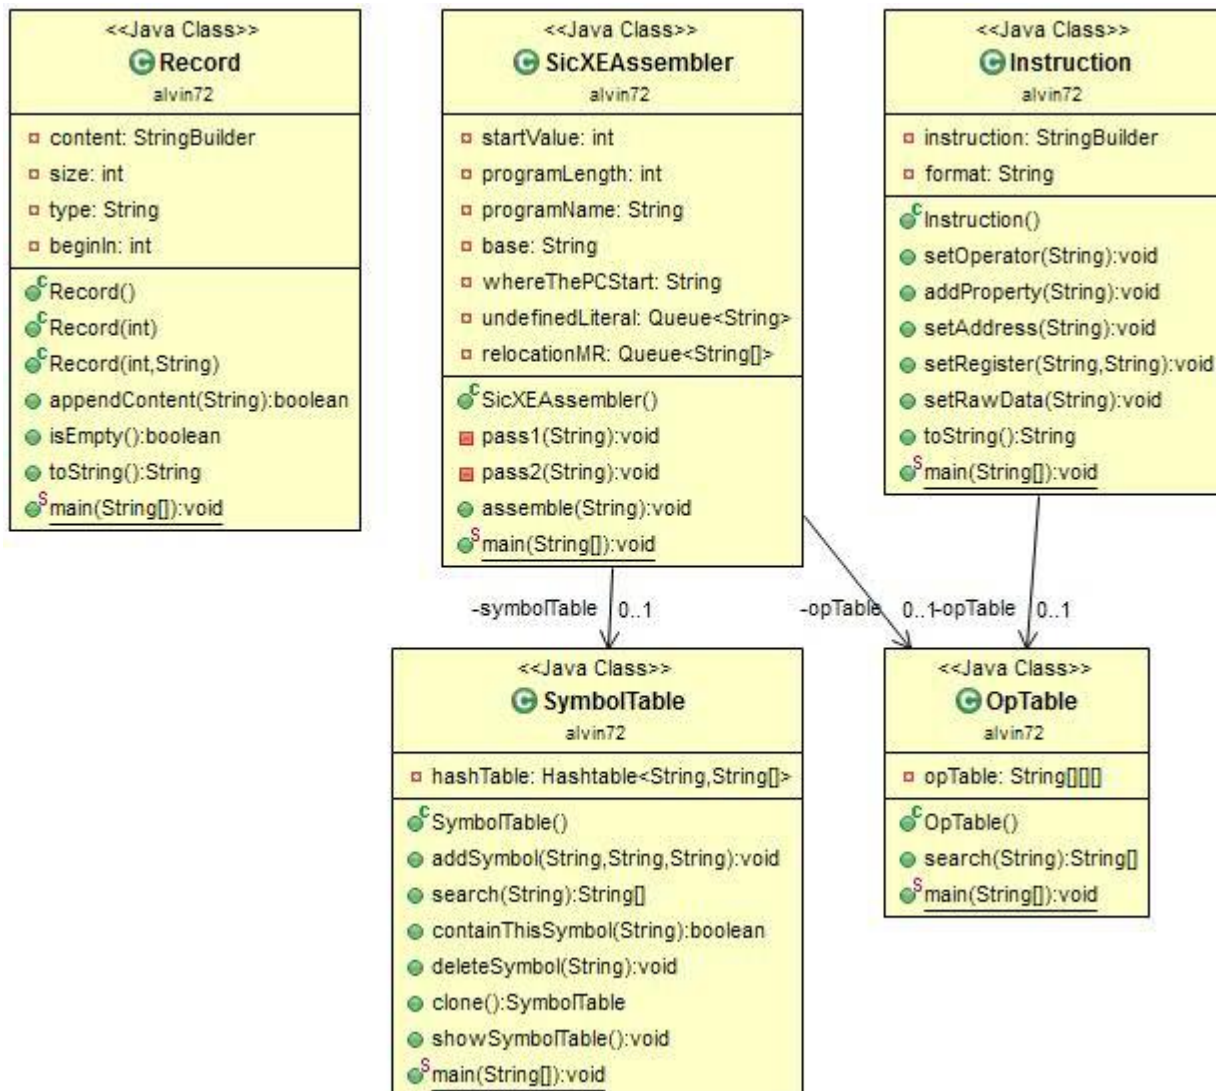 <<Java Class>>
Record
alvin72
content: StringBuilder
size: int
type: String
beginIn: int
Record()
Record(int)
Record(int,String)
appendContent(String):boolean
isEmpty():boolean
toString():String
main(String[]):void
<<Java Class>>
SicXEAssembler
alvin72
startValue: int
programLength: int
programName: String
base: String
whereThePCStart: String
undefinedLiteral: Queue<String>
relocationMR: Queue<String[]>
SicXEAssembler()
pass1(String):void
pass2(String):void
assemble(String):void
main(String[]):void
<<Java Class>>
Instruction
alvin72
instruction: StringBuilder
format: String
Instruction()
setOperator(String):void
addProperty(String):void
setAddress(String):void
setRegister(String,String):void
setRawData(String):void
toString():String
main(String[]):void
-symbolTable 0..1
-opTable 0..1
-opTable 0..1
<<Java Class>>
SymbolTable
alvin72
hashTable: Hashtable<String,String[]>
SymbolTable()
addSymbol(String,String,String):void
search(String):String[]
containThisSymbol(String):boolean
deleteSymbol(String):void
clone():SymbolTable
showSymbolTable():void
main(String[]):void
<<Java Class>>
OpTable
alvin72
opTable: String[][][]
OpTable()
search(String):String[]
main(String[]):void